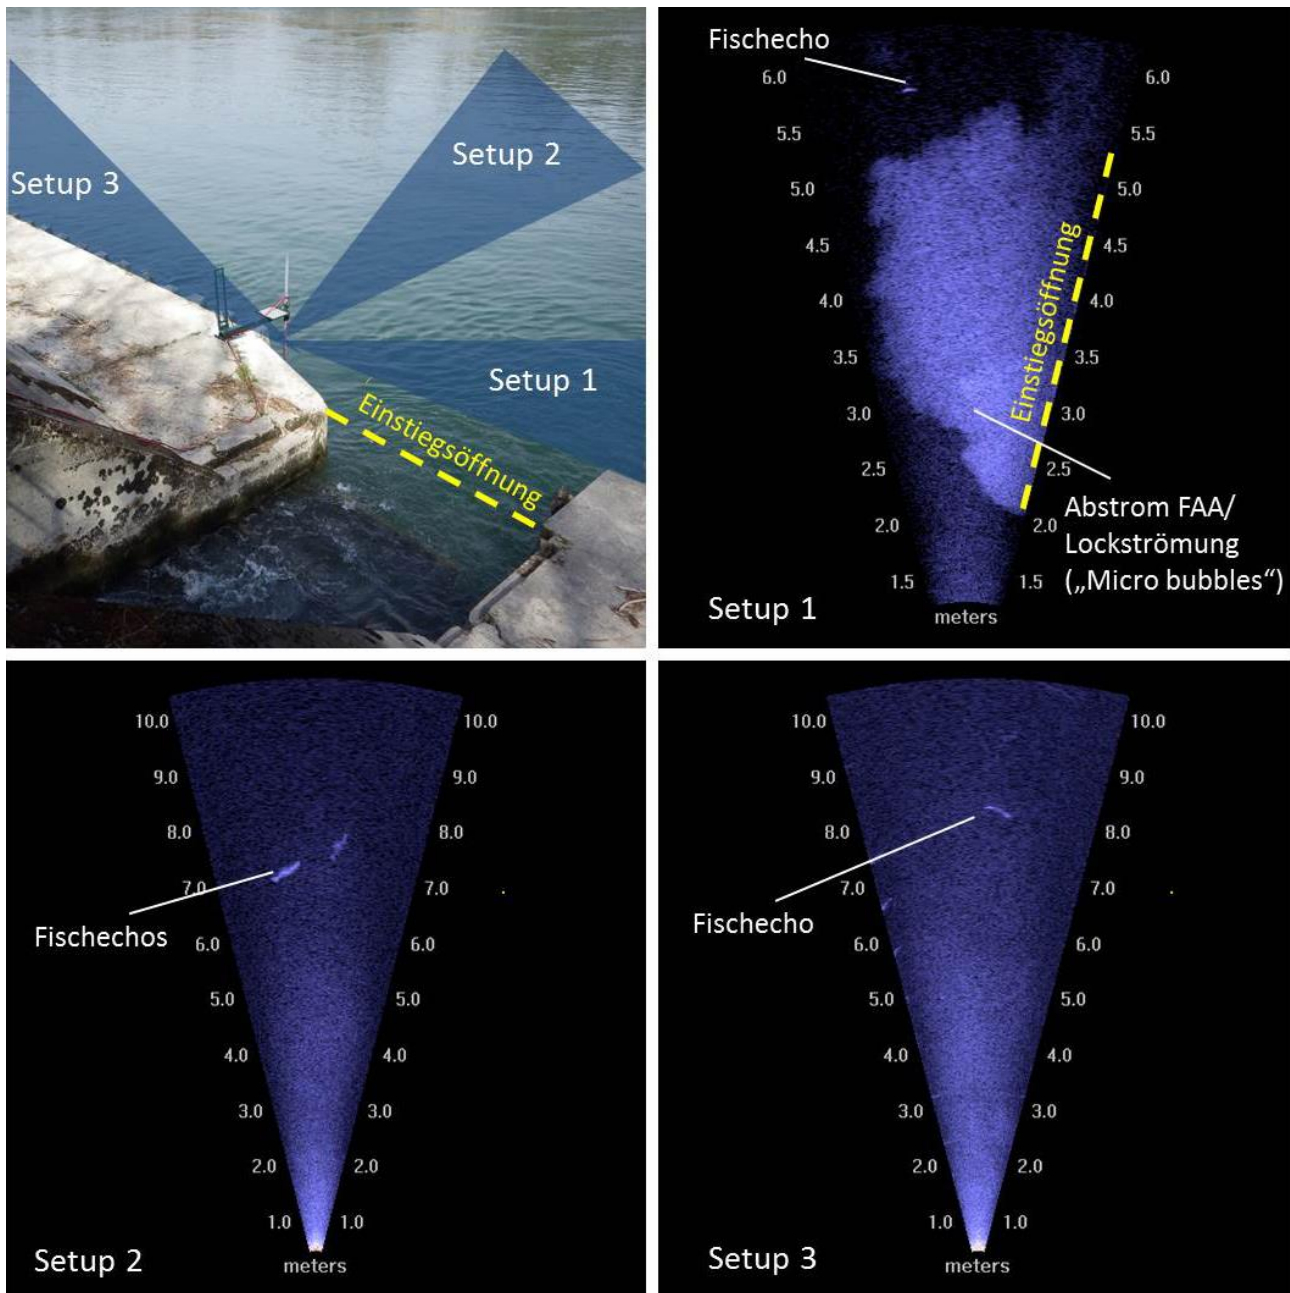 Setup 3
Setup 2
Setup 1
Einstiegsöffnung
Fischecho
6.0 6.0
5.5 5.5
5.0 5.0
4.5 4.5
4.0 4.0
3.5 3.5
3.0 3.0
2.5 2.5
2.0 2.0
1.5 1.5
meters
Einstiegsöffnung
Abstrom FAA/
Lockströmung
(„Micro bubbles“)
Setup 1
10.0 10.0
9.0 9.0
8.0 8.0
7.0 7.0
6.0 6.0
5.0 5.0
4.0 4.0
3.0 3.0
2.0 2.0
1.0 1.0
meters
Fischechos
Setup 2
10.0 10.0
9.0 9.0
8.0 8.0
7.0 7.0
6.0 6.0
5.0 5.0
4.0 4.0
3.0 3.0
2.0 2.0
1.0 1.0
meters
Fischecho
Setup 3